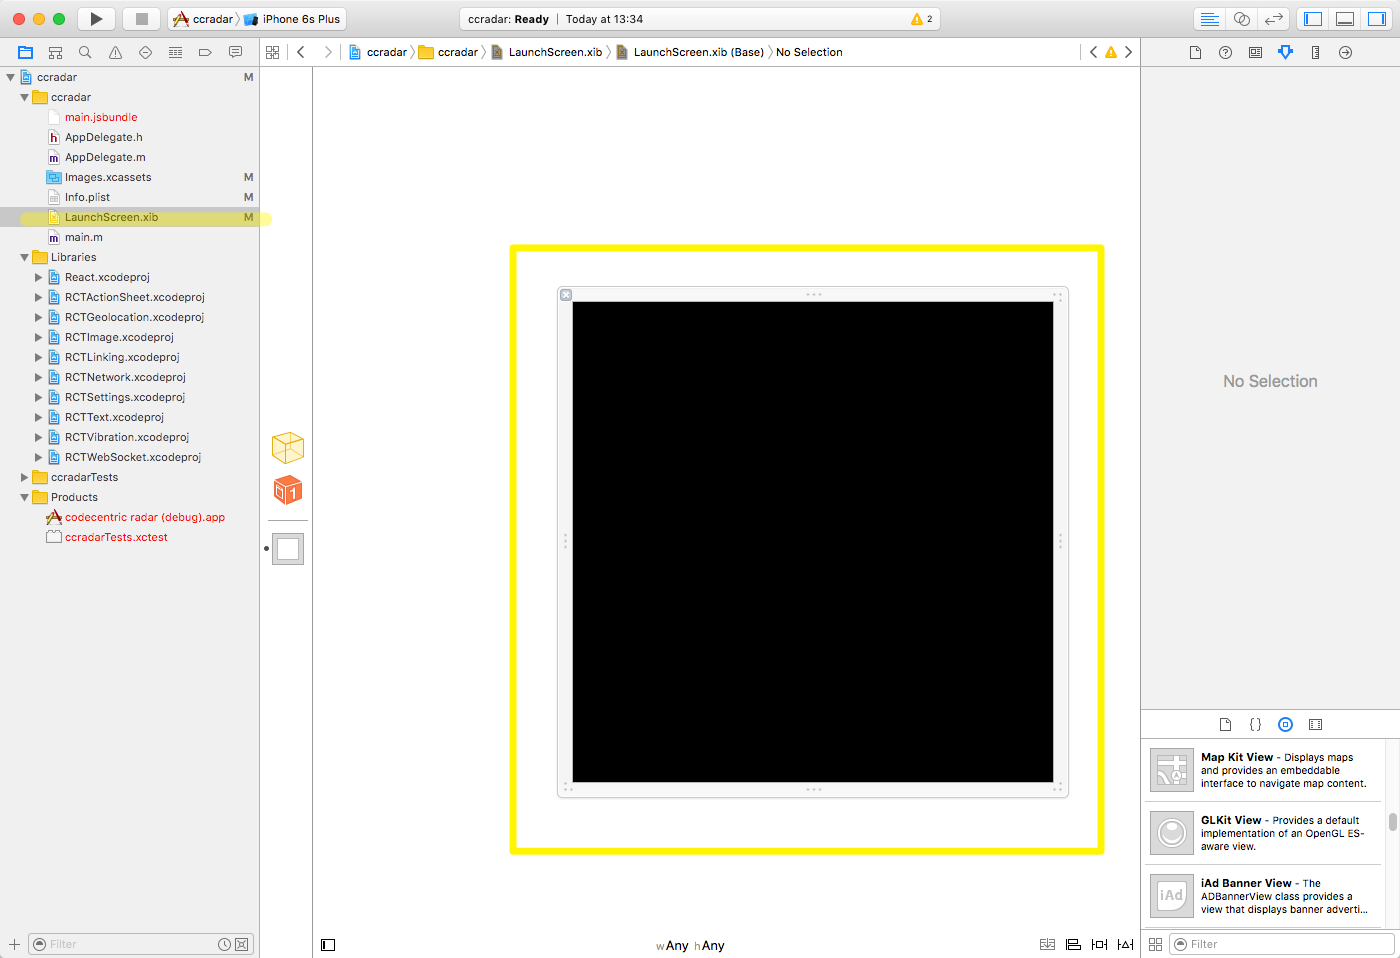 ccradar iPhone 6s Plus
ccradar: Ready | Today at 13:34
2
ccradar ccradar LaunchScreen.xib LaunchScreen.xib (Base) No Selection
ccradar M
ccradar
main.jsbundle
AppDelegate.h
AppDelegate.m
Images.xcassets M
Info.plist M
LaunchScreen.xib M
main.m
Libraries
React.xcodeproj
RCTActionSheet.xcodeproj
RCTGeolocation.xcodeproj
RCTImage.xcodeproj
RCTLinking.xcodeproj
RCTNetwork.xcodeproj
RCTSettings.xcodeproj
RCTText.xcodeproj
RCTVibration.xcodeproj
RCTWebSocket.xcodeproj
ccradarTests
Products
codecentric radar (debug).app
ccradarTests.xctest
Filter
1
wAny hAny
No Selection
Map Kit View - Displays maps
and provides an embeddable
interface to navigate map content.
GLKit View - Provides a default
implementation of an OpenGL ES-
aware view.
iAd
iAd Banner View - The
ADBannerView class provides a
view that displays banner adverti...
Filter